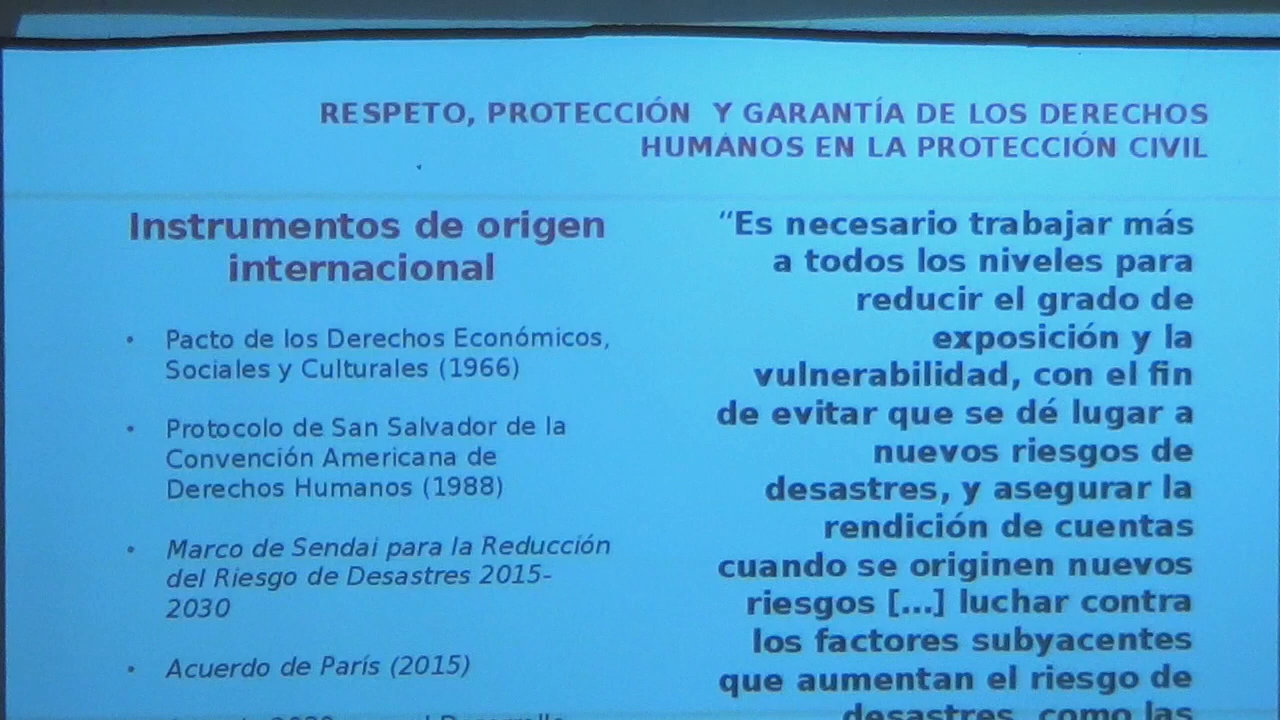 RESPETO, PROTECCIÓN Y GARANTÍA DE LOS DERECHOS
HUMANOS EN LA PROTECCIÓN CIVIL
Instrumentos de origen
internacional
• Pacto de los Derechos Económicos,
Sociales y Culturales (1966)
• Protocolo de San Salvador de la
Convención Americana de
Derechos Humanos (1988)
• Marco de Sendai para la Reducción
del Riesgo de Desastres 2015-
2030
• Acuerdo de París (2015)
“Es necesario trabajar más
a todos los niveles para
reducir el grado de
exposición y la
vulnerabilidad, con el fin
de evitar que se dé lugar a
nuevos riesgos de
desastres, y asegurar la
rendición de cuentas
cuando se originen nuevos
riesgos [...] luchar contra
los factores subyacentes
que aumentan el riesgo de
desastres, como las